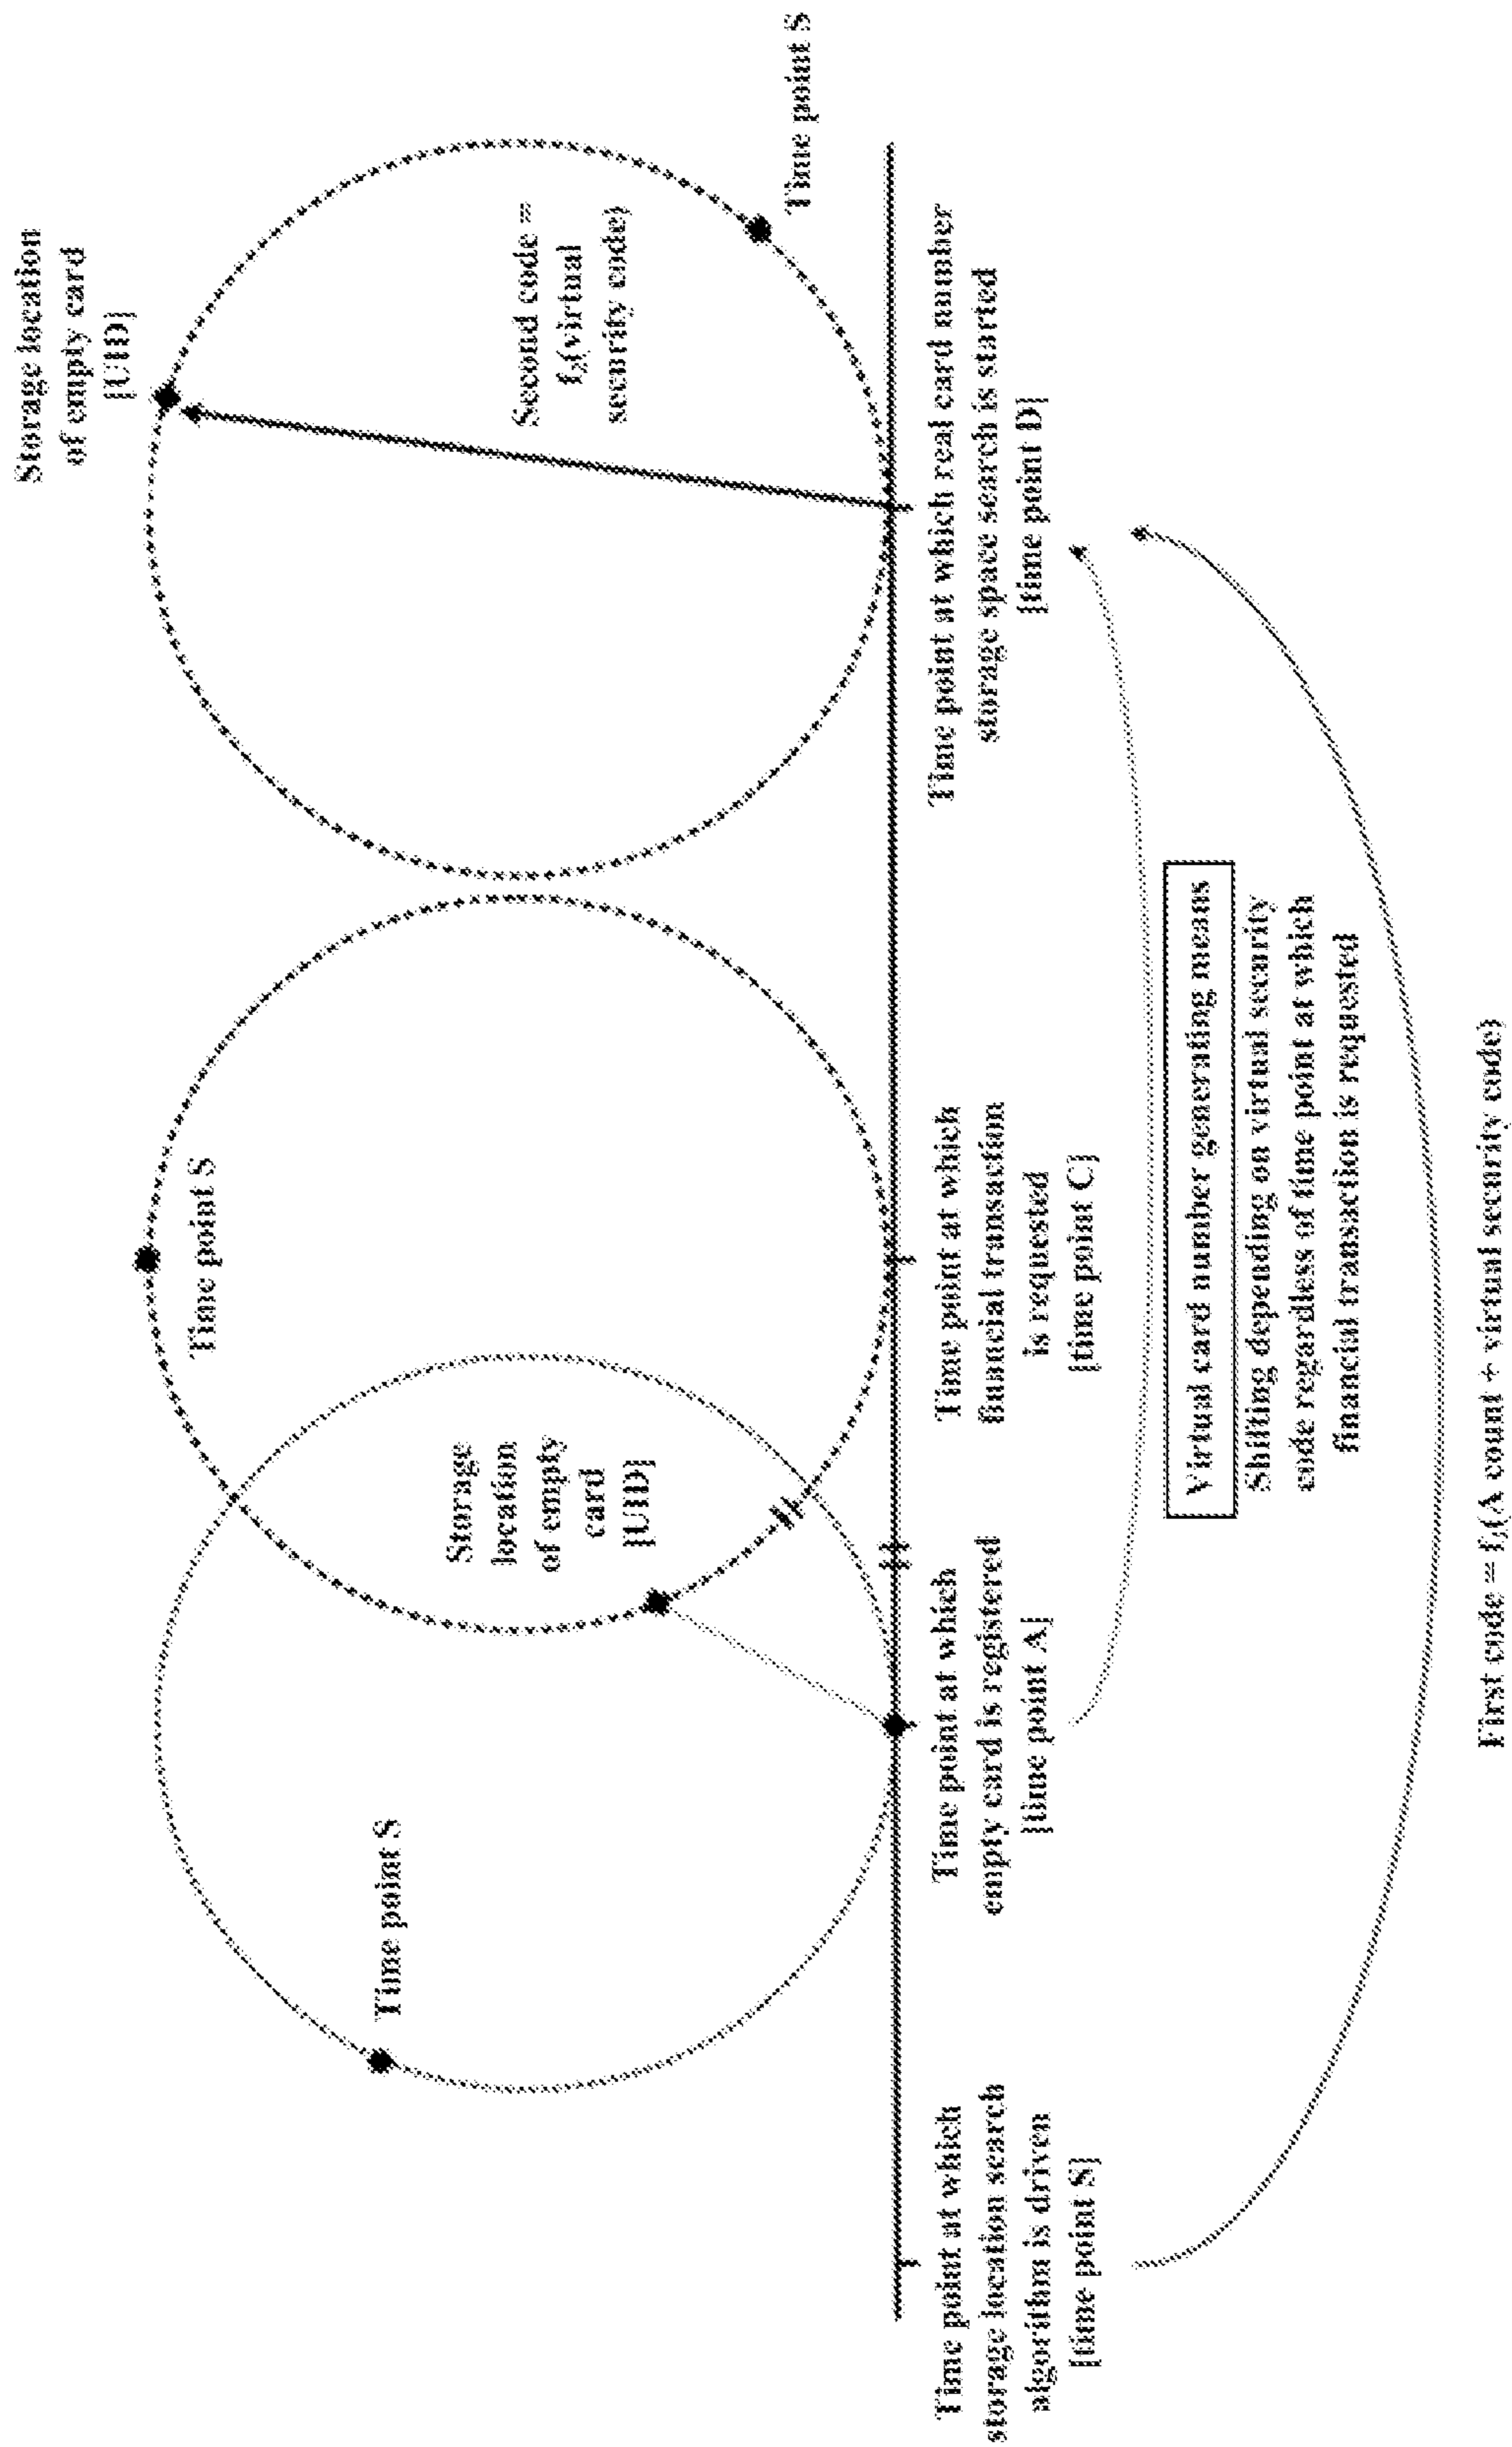 Storage location
of empty card
[UID]
Time point S
Time point S
Storage
location
of empty
card
[UID]
Second code =
f₂(virtual
security code)
Time point S
Time point at which
storage location search
algorithm is driven
[time point S]
Time point at which
empty card is registered
[time point A]
Time point at which
financial transaction
is requested
[time point C]
Time point at which real card number
storage space search is started
[time point D]
Virtual card number generating means
Shifting depending on virtual security
code regardless of time point at which
financial transaction is requested
First code = f₁(A count + virtual security code)